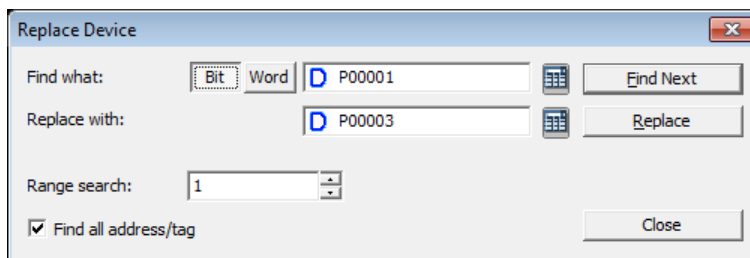 Replace Device
Find what: Bit Word D P00001 Find Next
Replace with: D P00003 Replace
Range search: 1
Find all address/tag Close